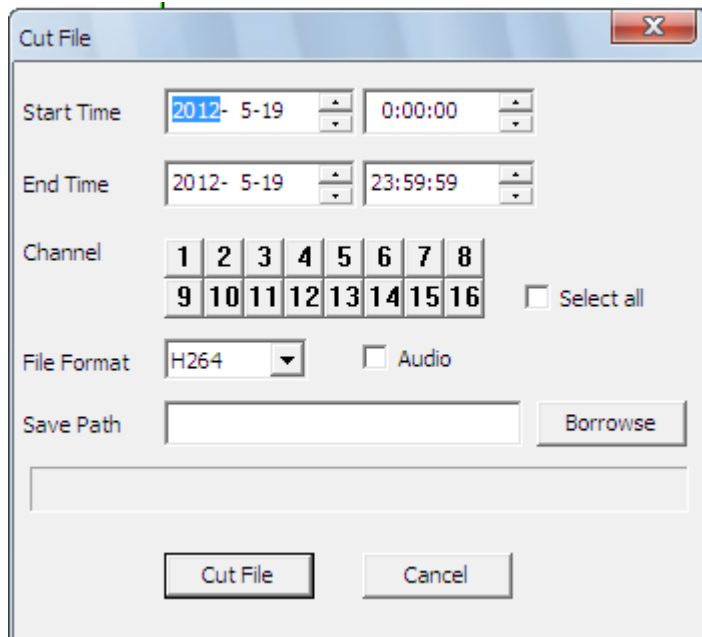 Cut File
Start Time 2012- 5-19 0:00:00
End Time 2012- 5-19 23:59:59
Channel 1 2 3 4 5 6 7 8
9 10 11 12 13 14 15 16 Select all
File Format H264 Audio
Save Path Borrowse
Cut File Cancel